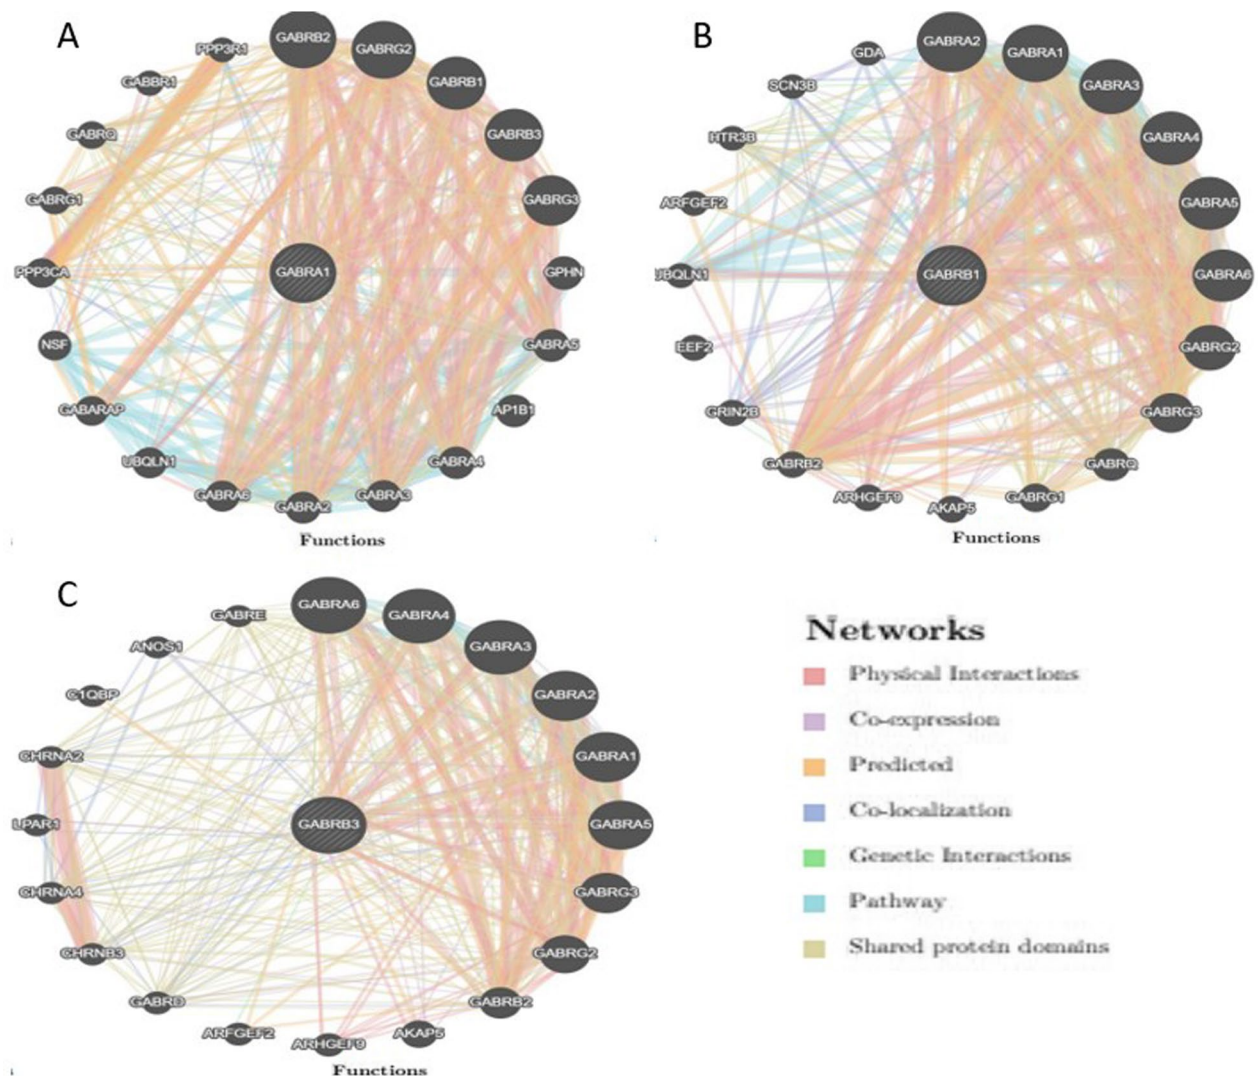 A
GABRB2
GABRG2
PPP3R1
GABRB1
GABBR1
GABRB3
GABRQ
GABRG1
GABRG3
PPP3CA
GABRA1
GPHN
NSF
GABRA5
GABARAP
AP1B1
UBQLN1
GABRA4
GABRA6
GABRA2
GABRA3
Functions
B
GABRA2
GABRA1
GDA
SCN3B
GABRA3
HTR3B
GABRA4
ARFGEF2
GABRA5
UBQLN1
GABRB1
GABRA6
EEF2
GABRG2
GRIN2B
GABRG3
GABRB2
GABRQ
ARHGEF9
AKAP5
GABRG1
Functions
C
GABRA6
GABRA4
GABRE
ANOS1
GABRA3
C1QBP
GABRA2
CHRNA2
GABRA1
LPAR1
GABRB3
GABRA5
CHRNA4
GABRG3
CHRNB3
GABRG2
GABRD
GABRB2
ARFGEF2
ARHGEF9
AKAP5
Functions
Networks
Physical Interactions
Co-expression
Predicted
Co-localization
Genetic Interactions
Pathway
Shared protein domains